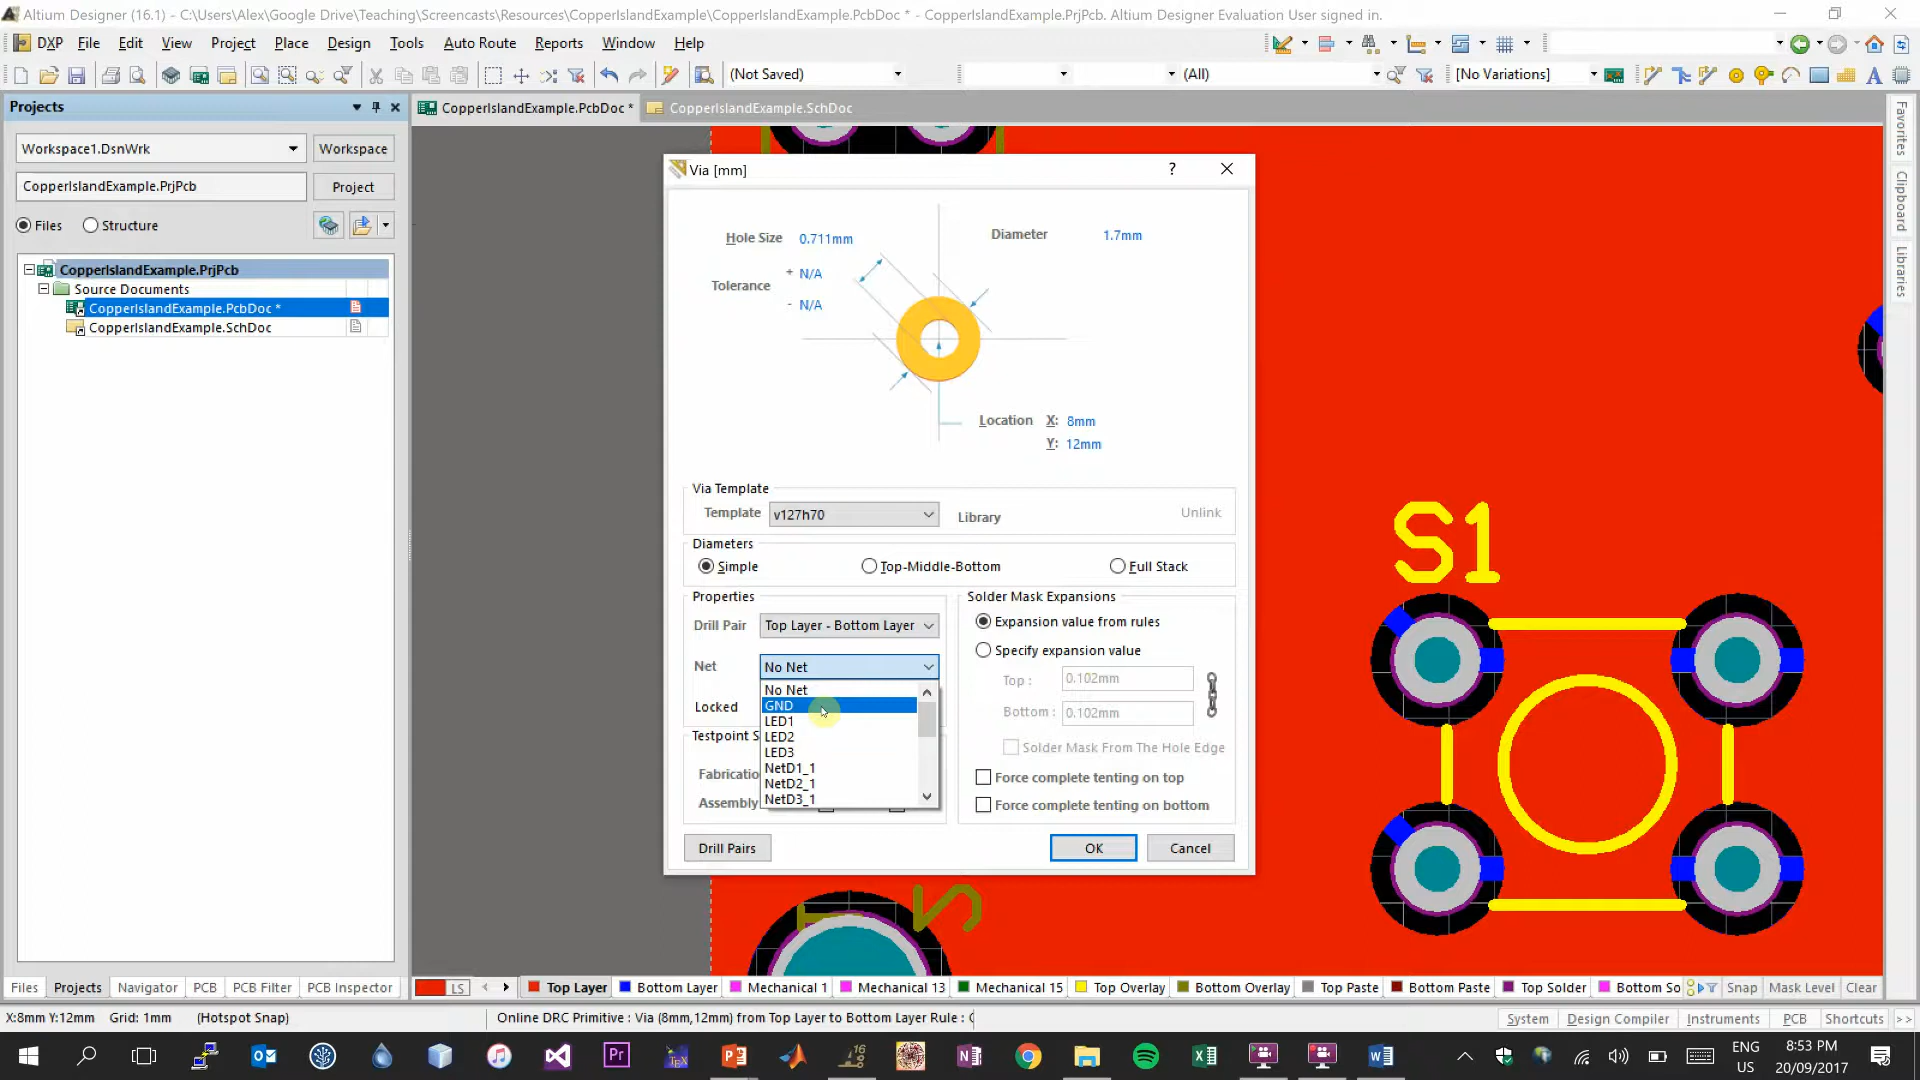 Altium Designer (16.1) - C:\Users\Alex\Google Drive\Teaching\Screencasts\Resources\CopperIslandExample\CopperIslandExample.PcbDoc * - CopperIslandExample.PrjPcb. Altium Designer Evaluation User signed in.
DXP File Edit View Project Place Design Tools Auto Route Reports Window Help
(Not Saved) (All) [No Variations]
Projects
CopperIslandExample.PcbDoc * CopperIslandExample.SchDoc
Workspace1.DsnWrk Workspace
CopperIslandExample.PrjPcb Project
Files Structure
CopperIslandExample.PrjPcb
Source Documents
CopperIslandExample.PcbDoc *
CopperIslandExample.SchDoc
Favorites
Clipboard
Libraries
Via [mm] ?
Hole Size 0.711mm
Diameter 1.7mm
Tolerance + N/A
- N/A
Location X: 8mm
Y: 12mm
Via Template
Template v127h70 Library Unlink
Diameters
Simple Top-Middle-Bottom Full Stack
Properties
Drill Pair Top Layer - Bottom Layer
Net No Net
No Net
GND
LED1
LED2
LED3
NetD1_1
NetD2_1
NetD3_1
Locked
Testpoint S
Fabricatio
Assembly
Solder Mask Expansions
Expansion value from rules
Specify expansion value
Top : 0.102mm
Bottom : 0.102mm
Solder Mask From The Hole Edge
Force complete tenting on top
Force complete tenting on bottom
Drill Pairs OK Cancel
S1
Files Projects Navigator PCB PCB Filter PCB Inspector
LS Top Layer Bottom Layer Mechanical 1 Mechanical 13 Mechanical 15 Top Overlay Bottom Overlay Top Paste Bottom Paste Top Solder Bottom So Snap Mask Level Clear
X:8mm Y:12mm Grid: 1mm (Hotspot Snap) Online DRC Primitive : Via (8mm,12mm) from Top Layer to Bottom Layer Rule : System Design Compiler Instruments PCB Shortcuts >>
ENG
US
8:53 PM
20/09/2017